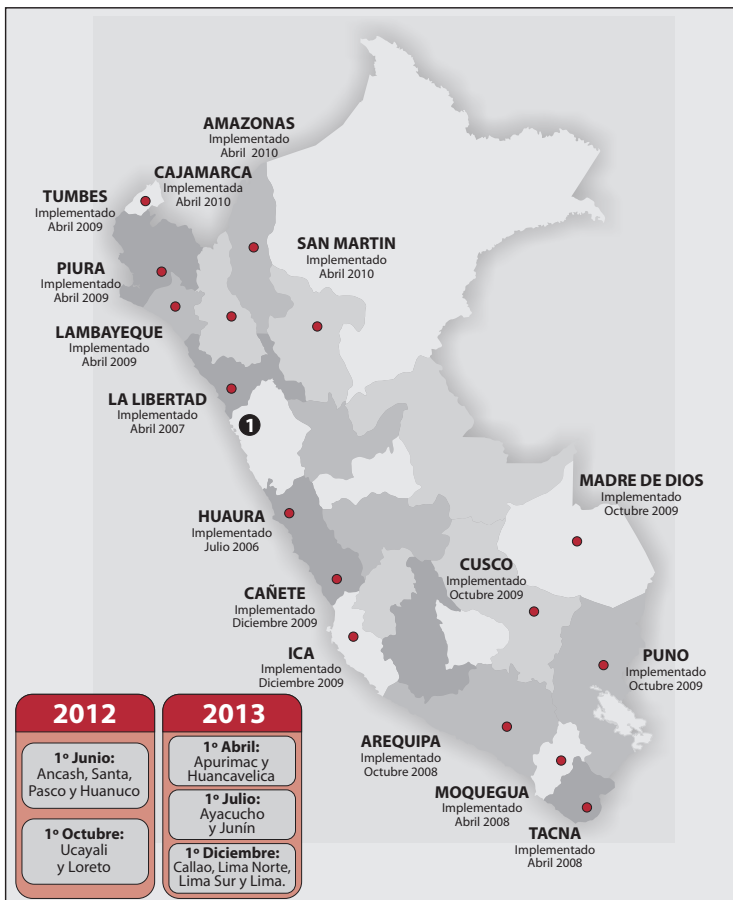 AMAZONAS
Implementado
Abril 2010
CAJAMARCA
Implementada
Abril 2010
TUMBES
Implementado
Abril 2009
SAN MARTIN
Implementado
Abril 2010
PIURA
Implementado
Abril 2009
LAMBAYEQUE
Implementado
Abril 2009
LA LIBERTAD
Implementado
Abril 2007
1
MADRE DE DIOS
Implementado
Octubre 2009
HUAURA
Implementado
Julio 2006
CUSCO
Implementado
Octubre 2009
CAÑETE
Implementado
Diciembre 2009
ICA
Implementado
Diciembre 2009
PUNO
Implementado
Octubre 2009
AREQUIPA
Implementado
Octubre 2008
MOQUEGUA
Implementado
Abril 2008
TACNA
Implementado
Abril 2008
2012
1º Junio:
Ancash, Santa,
Pasco y Huanuco
1º Octubre:
Ucayali
y Loreto
2013
1º Abril:
Apurimac y
Huancavelica
1º Julio:
Ayacucho
y Junín
1º Diciembre:
Callao, Lima Norte,
Lima Sur y Lima.